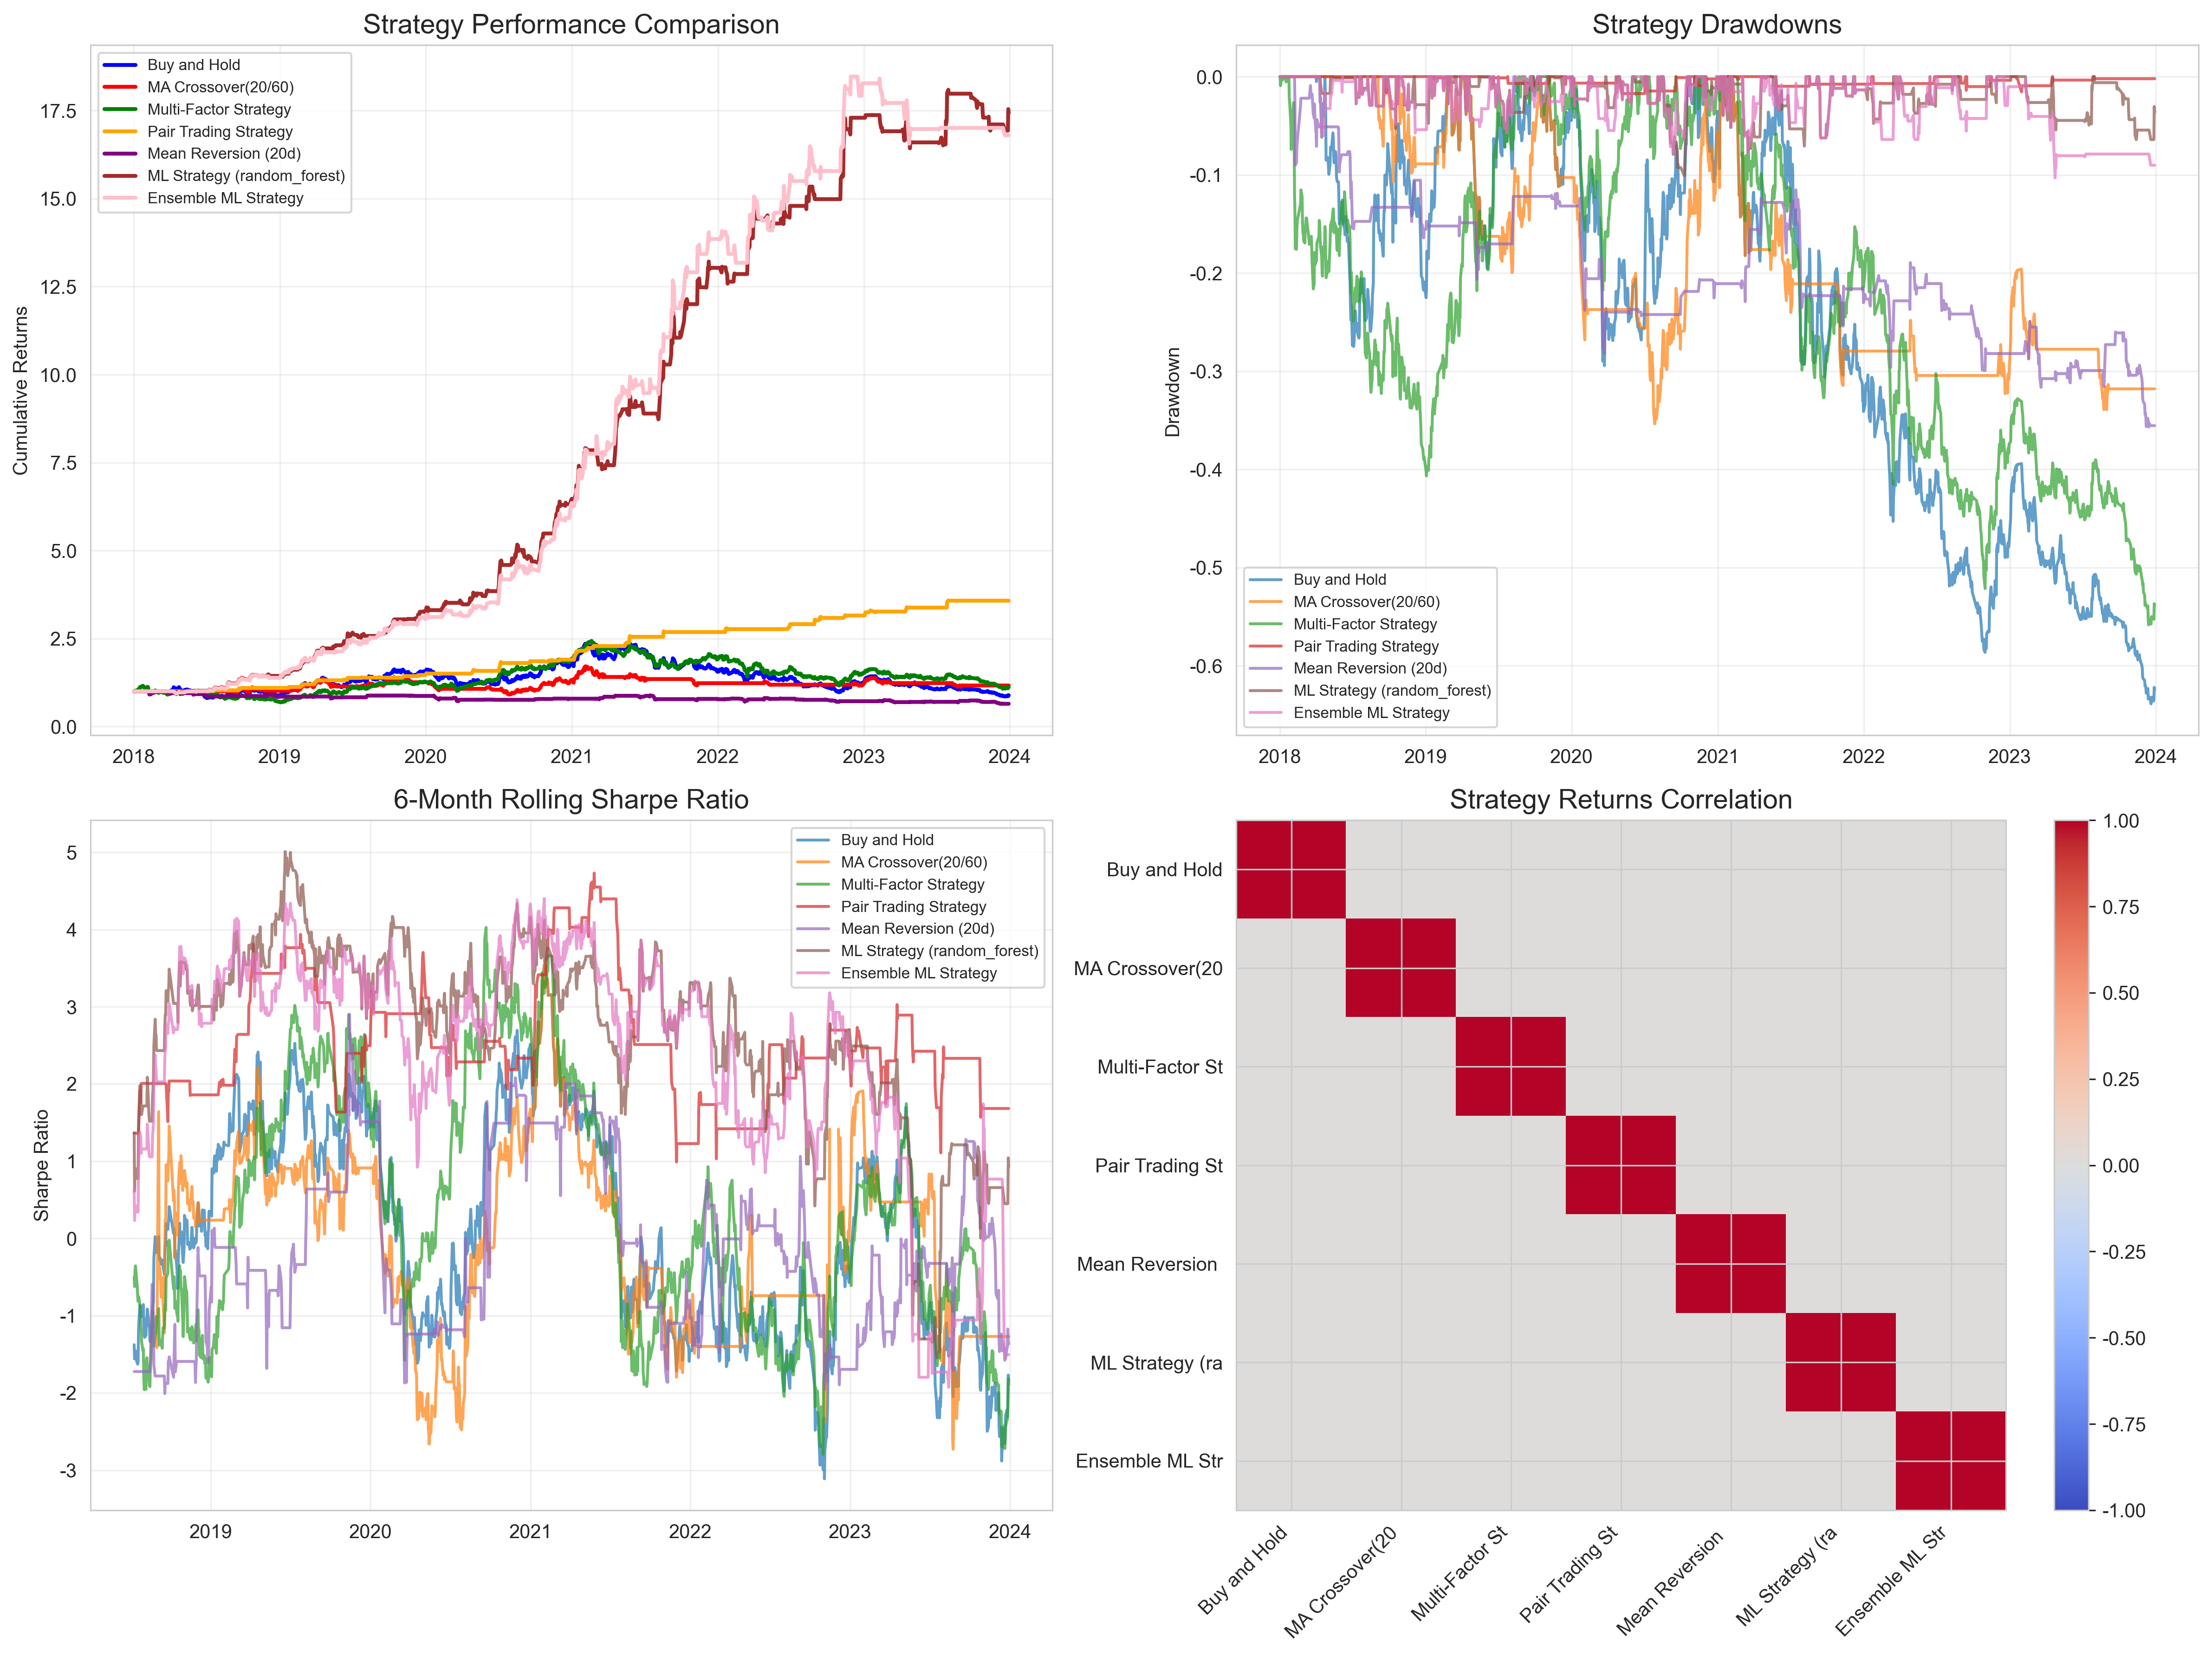 Strategy Performance Comparison
Cumulative Returns
17.5
15.0
12.5
10.0
7.5
5.0
2.5
0.0
Buy and Hold
MA Crossover(20/60)
Multi-Factor Strategy
Pair Trading Strategy
Mean Reversion (20d)
ML Strategy (random_forest)
Ensemble ML Strategy
2018
2019
2020
2021
2022
2023
2024
Strategy Drawdowns
Drawdown
0.0
-0.1
-0.2
-0.3
-0.4
-0.5
-0.6
Buy and Hold
MA Crossover(20/60)
Multi-Factor Strategy
Pair Trading Strategy
Mean Reversion (20d)
ML Strategy (random_forest)
Ensemble ML Strategy
2018
2019
2020
2021
2022
2023
2024
6-Month Rolling Sharpe Ratio
Sharpe Ratio
5
4
3
2
1
0
-1
-2
-3
Buy and Hold
MA Crossover(20/60)
Multi-Factor Strategy
Pair Trading Strategy
Mean Reversion (20d)
ML Strategy (random_forest)
Ensemble ML Strategy
2019
2020
2021
2022
2023
2024
Strategy Returns Correlation
Buy and Hold
MA Crossover(20
Multi-Factor St
Pair Trading St
Mean Reversion
ML Strategy (ra
Ensemble ML Str
Buy and Hold
MA Crossover(20
Multi-Factor St
Pair Trading St
Mean Reversion
ML Strategy (ra
Ensemble ML Str
1.00
0.75
0.50
0.25
0.00
-0.25
-0.50
-0.75
-1.00